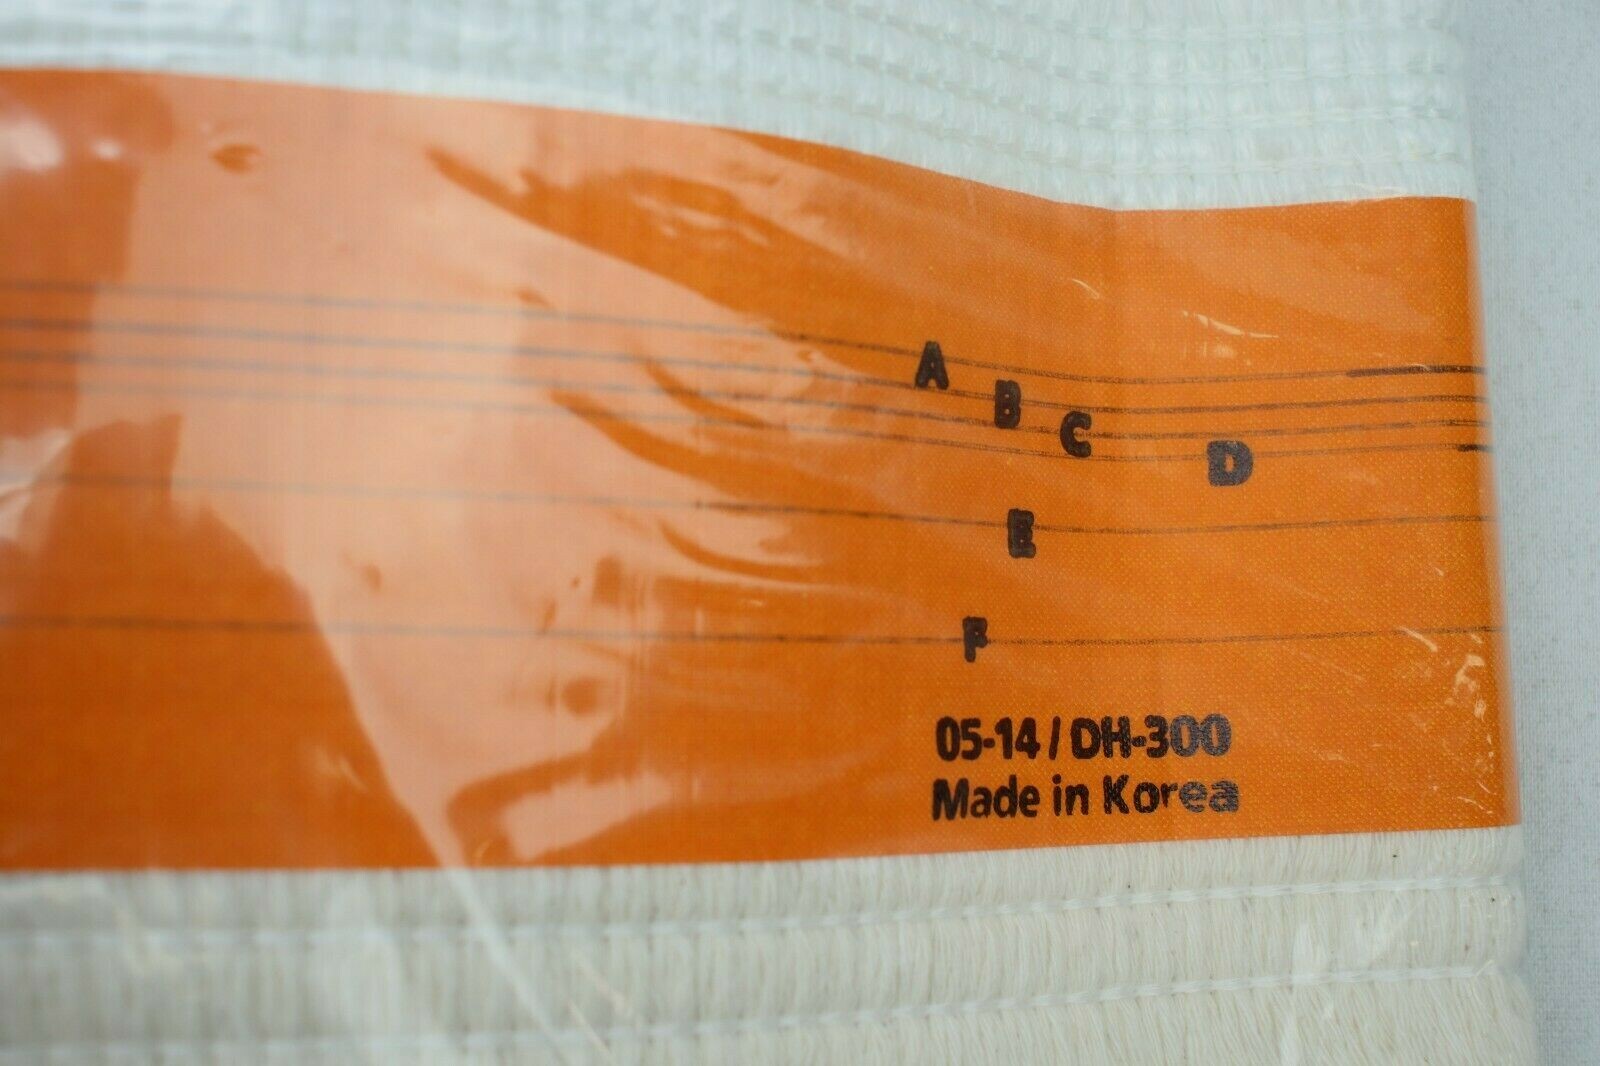 A
B
C
D
E
F
05-14 / DH-300
Made in Korea